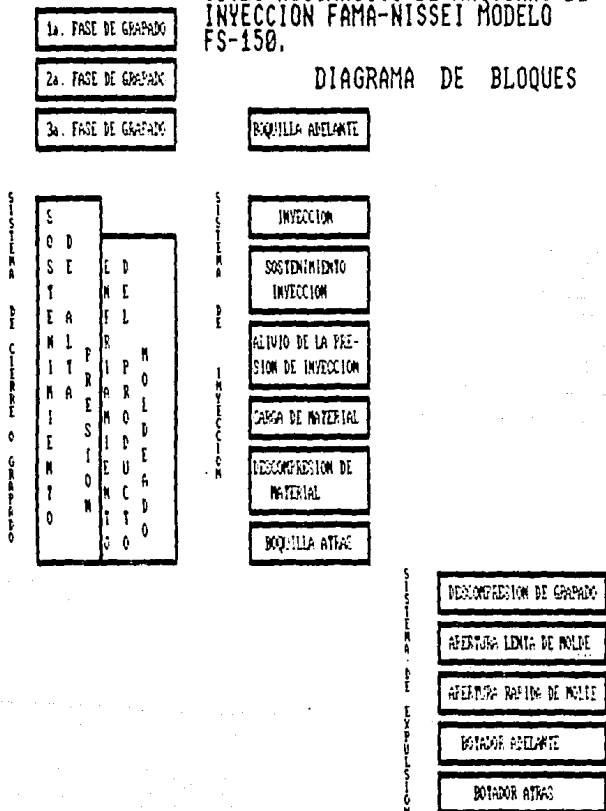 INYECCION FAMA-NISSEI MODELO
FS-150.
DIAGRAMA DE BLOQUES
1a. FASE DE GRAPADO
2a. FASE DE GRAPADO
3a. FASE DE GRAPADO
BOQUILLA ADELANTE
SISTEMA DE CIERRE O GRAPADO
SOSTENIMIENTO
DE ALTA
PRESION
ENFRIAMIENTO
DEL PRODUCTO
MOLDEADO
SISTEMA DE INYECCION
INYECCION
SOSTENIMIENTO
INYECCION
ALIVIO DE LA PRE-
SION DE INYECCION
CARGA DE MATERIAL
DESCOMPRESION DE
MATERIAL
BOQUILLA ATRAS
SISTEMA DE EXPULSION
DESCOMPRESION DE GRAPADO
APERTURA LENTA DE MOLDE
APERTURA RAPIDA DE MOLDE
BOTADOR ADELANTE
BOTADOR ATRAS